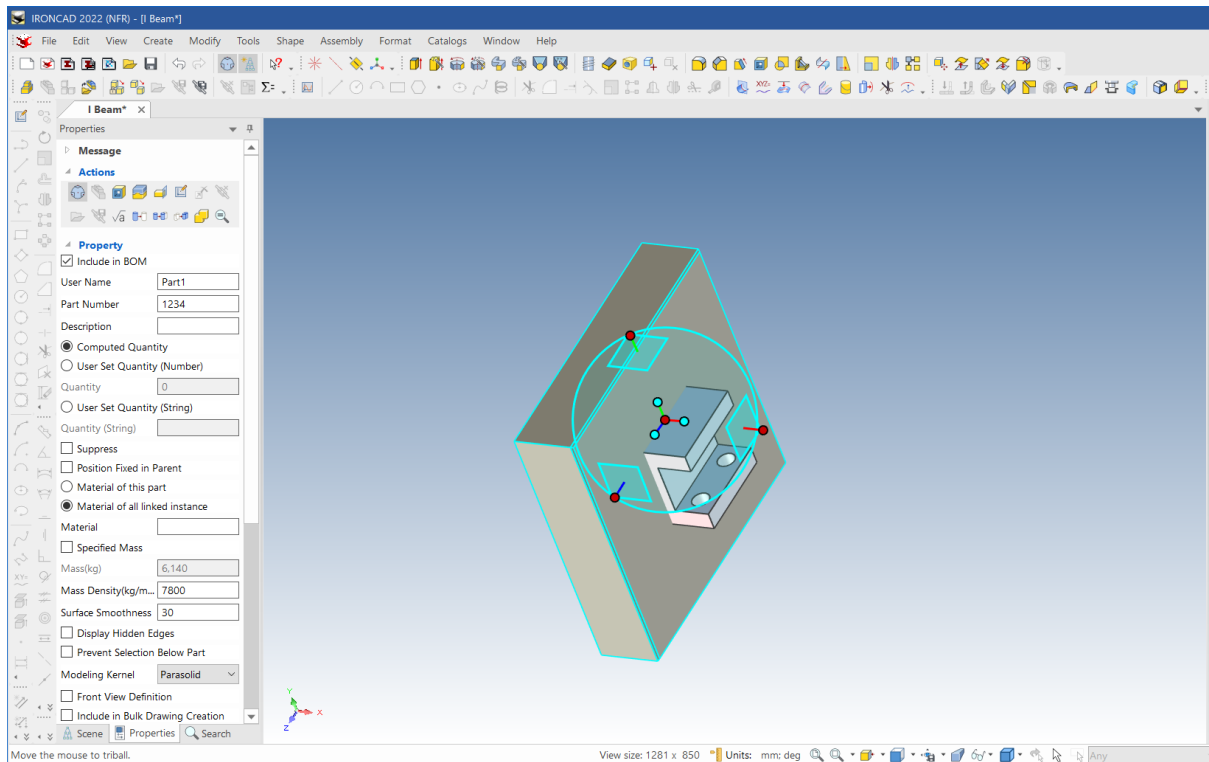 IRONCAD 2022 (NFR) - [I Beam*]
File Edit View Create Modify Tools Shape Assembly Format Catalogs Window Help
I Beam*
Properties
Message
Actions
Property
Include in BOM
User Name Part1
Part Number 1234
Description
Computed Quantity
User Set Quantity (Number)
Quantity 0
User Set Quantity (String)
Quantity (String)
Suppress
Position Fixed in Parent
Material of this part
Material of all linked instance
Material
Specified Mass
Mass(kg) 6,140
Mass Density(kg/m... 7800
Surface Smoothness 30
Display Hidden Edges
Prevent Selection Below Part
Modeling Kernel Parasolid
Front View Definition
Include in Bulk Drawing Creation
Y
X
Z
Scene Properties Search
Move the mouse to triball. View size: 1281 x 850 Units: mm; deg Any